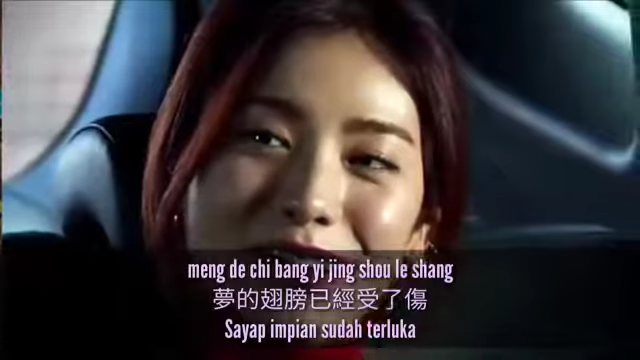 meng de chi bang yi jing shou le shang
夢的翅膀已經受了傷
Sayap impian sudah terluka